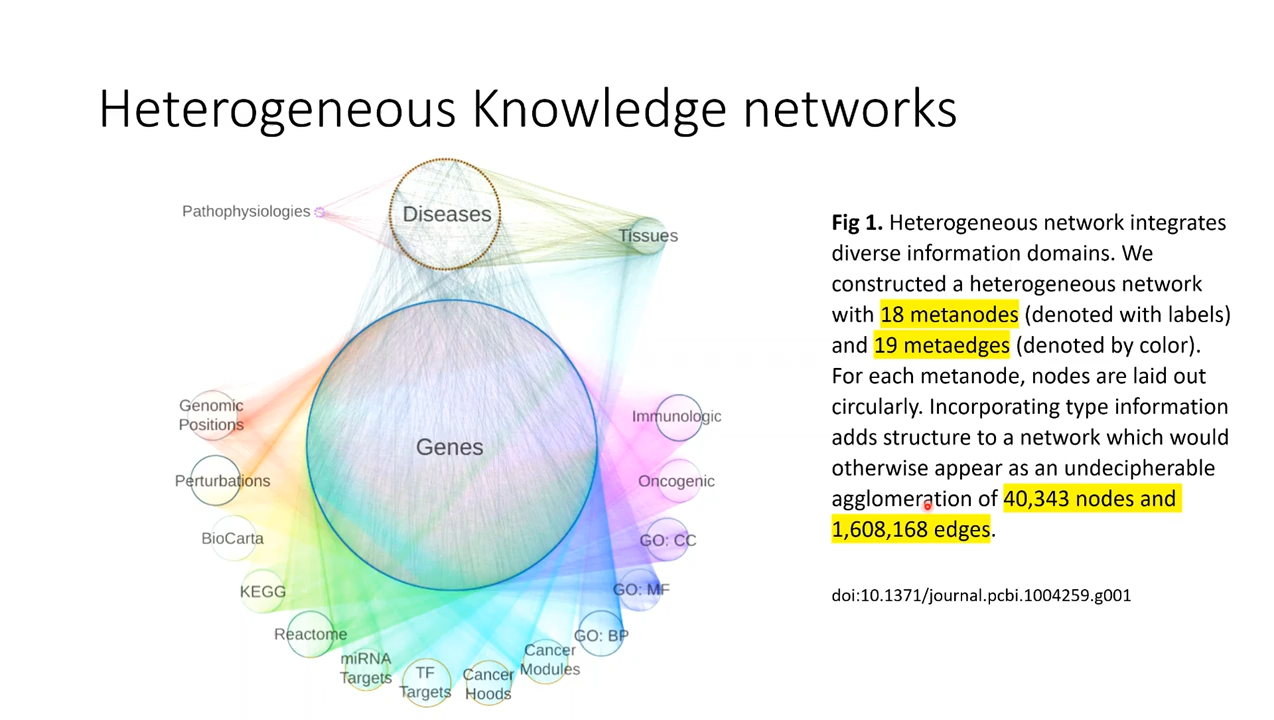 Heterogeneous Knowledge networks
Pathophysiologies
Diseases
Tissues
Genes
Genomic
Positions
Perturbations
BioCarta
KEGG
Reactome
miRNA
Targets
TF
Targets
Cancer
Hoods
Cancer
Modules
GO: BP
GO: MF
GO: CC
Oncogenic
Immunologic
Fig 1. Heterogeneous network integrates
diverse information domains. We
constructed a heterogeneous network
with 18 metanodes (denoted with labels)
and 19 metaedges (denoted by color).
For each metanode, nodes are laid out
circularly. Incorporating type information
adds structure to a network which would
otherwise appear as an undecipherable
agglomeration of 40,343 nodes and
1,608,168 edges.
doi:10.1371/journal.pcbi.1004259.g001